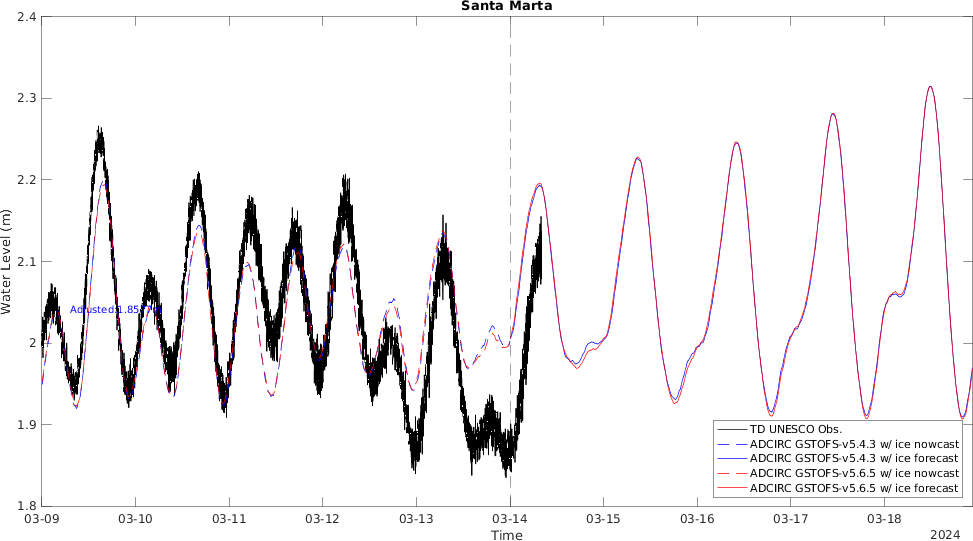 Santa Marta
2.4
2.3
2.2
2.1
2
1.9
1.8
Water Level (m)
03-09
03-10
03-11
03-12
03-13
03-14
03-15
03-16
03-17
03-18
Time
2024
TD UNESCO Obs.
ADCIRC GSTOFS-v5.4.3 w/ ice nowcast
ADCIRC GSTOFS-v5.4.3 w/ ice forecast
ADCIRC GSTOFS-v5.6.5 w/ ice nowcast
ADCIRC GSTOFS-v5.6.5 w/ ice forecast